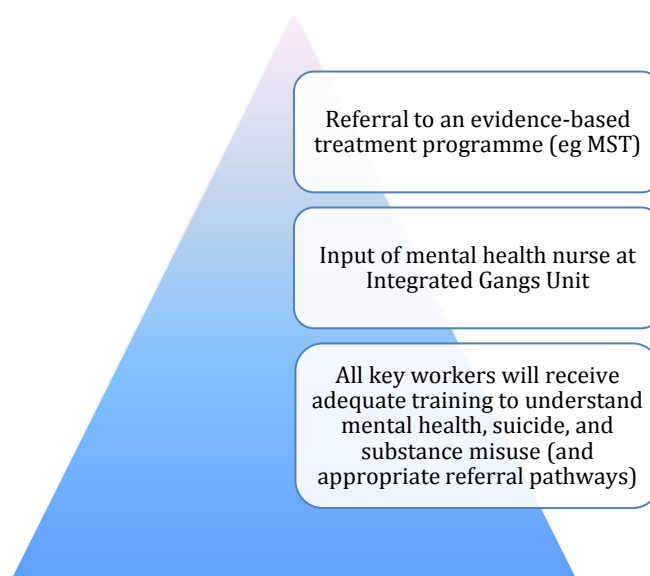 Referral to an evidence-based
treatment programme (eg MST)
Input of mental health nurse at
Integrated Gangs Unit
All key workers will receive
adequate training to understand
mental health, suicide, and
substance misuse (and
appropriate referral pathways)